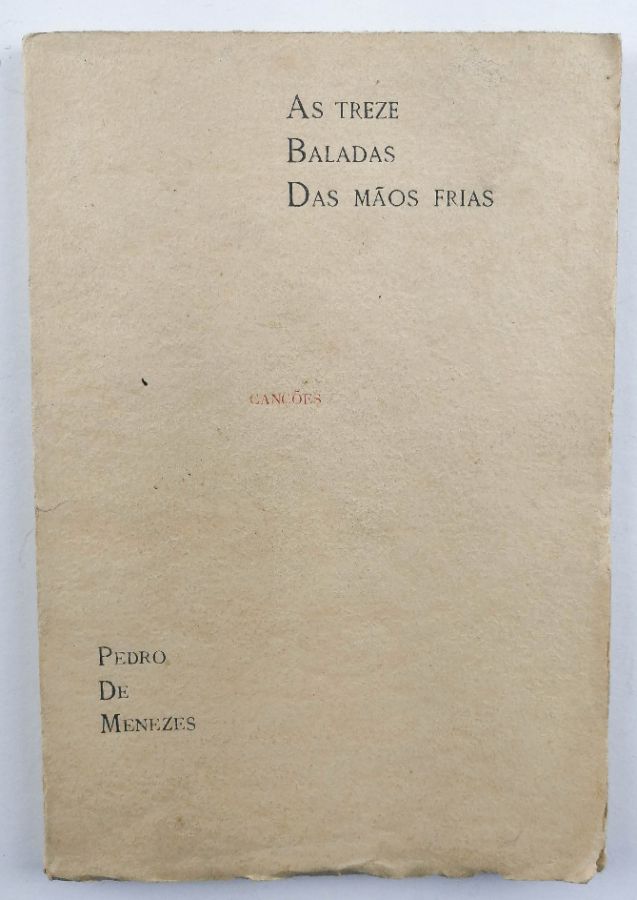 As treze
Baladas
Das mãos frias
canções
Pedro
De
Menezes